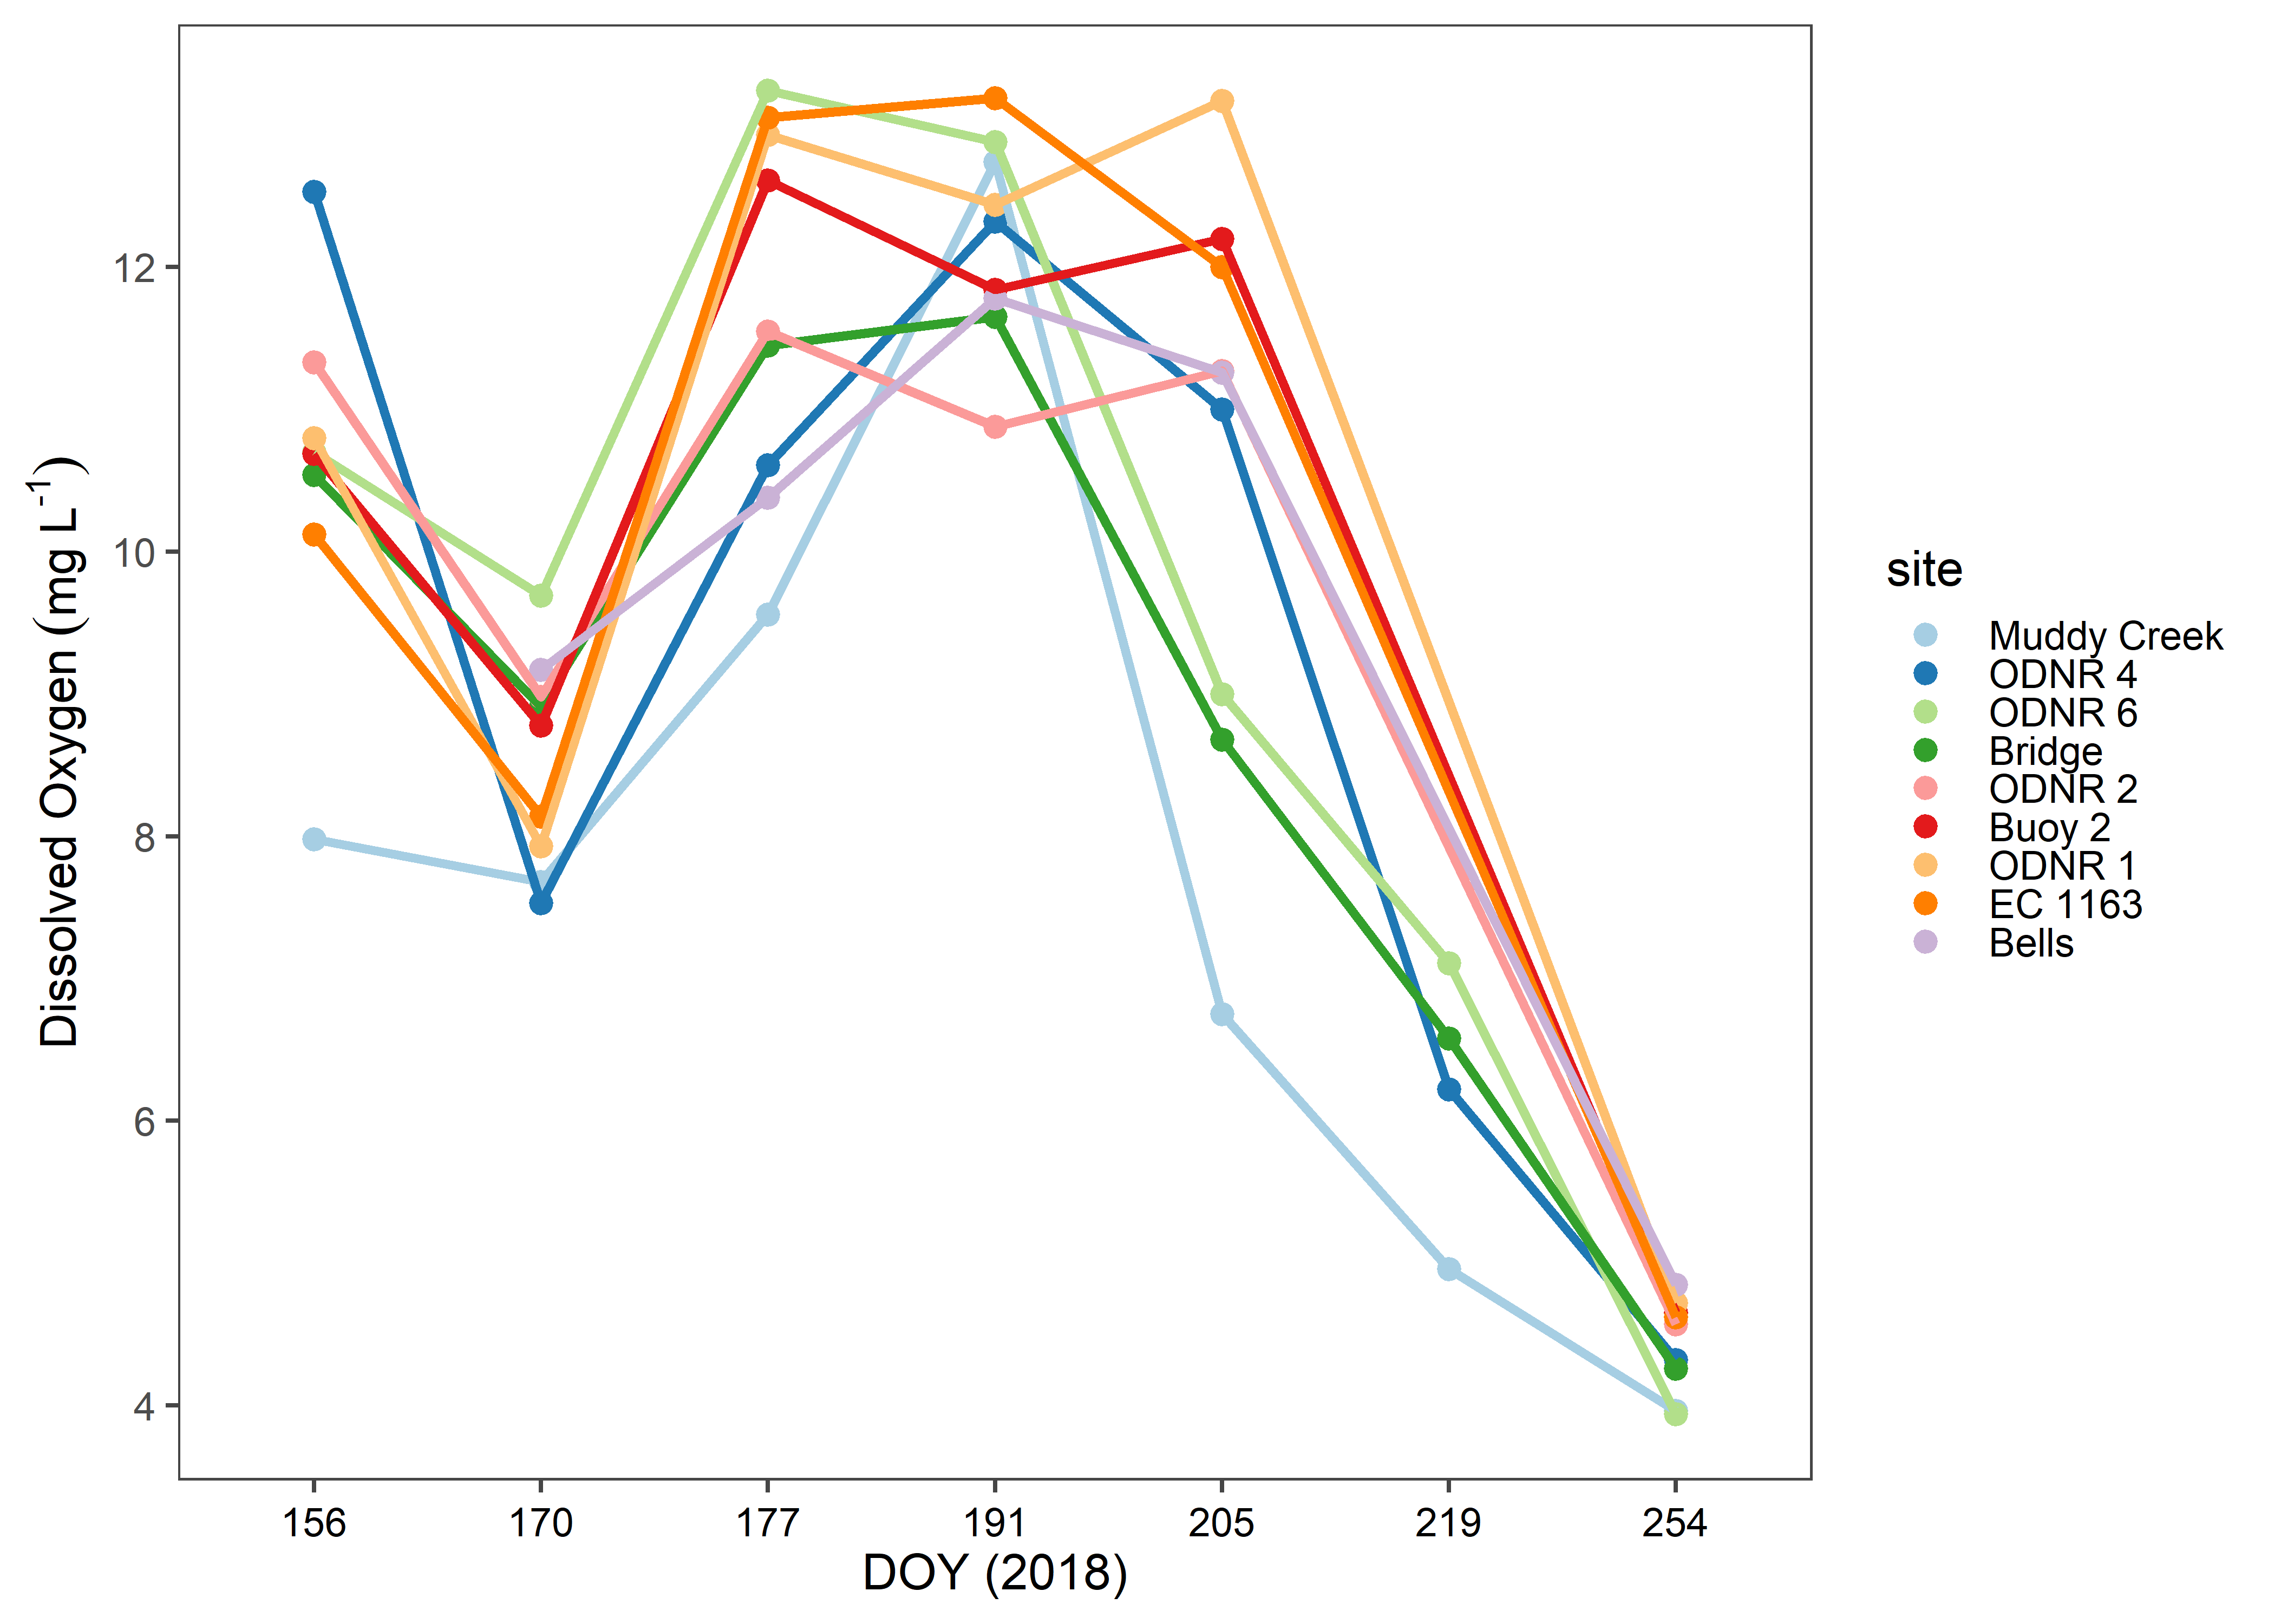 Dissolved Oxygen (mg L-1)
12
10
8
6
4
156 170 177 191 205 219 254
DOY (2018)
site
Muddy Creek
ODNR 4
ODNR 6
Bridge
ODNR 2
Buoy 2
ODNR 1
EC 1163
Bells